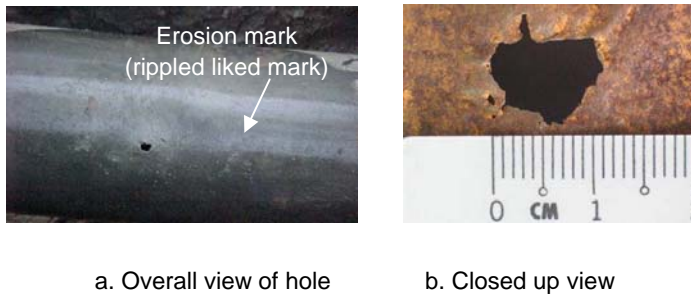 Erosion mark
(rippled liked mark)
0 CM 1
a. Overall view of hole
b. Closed up view